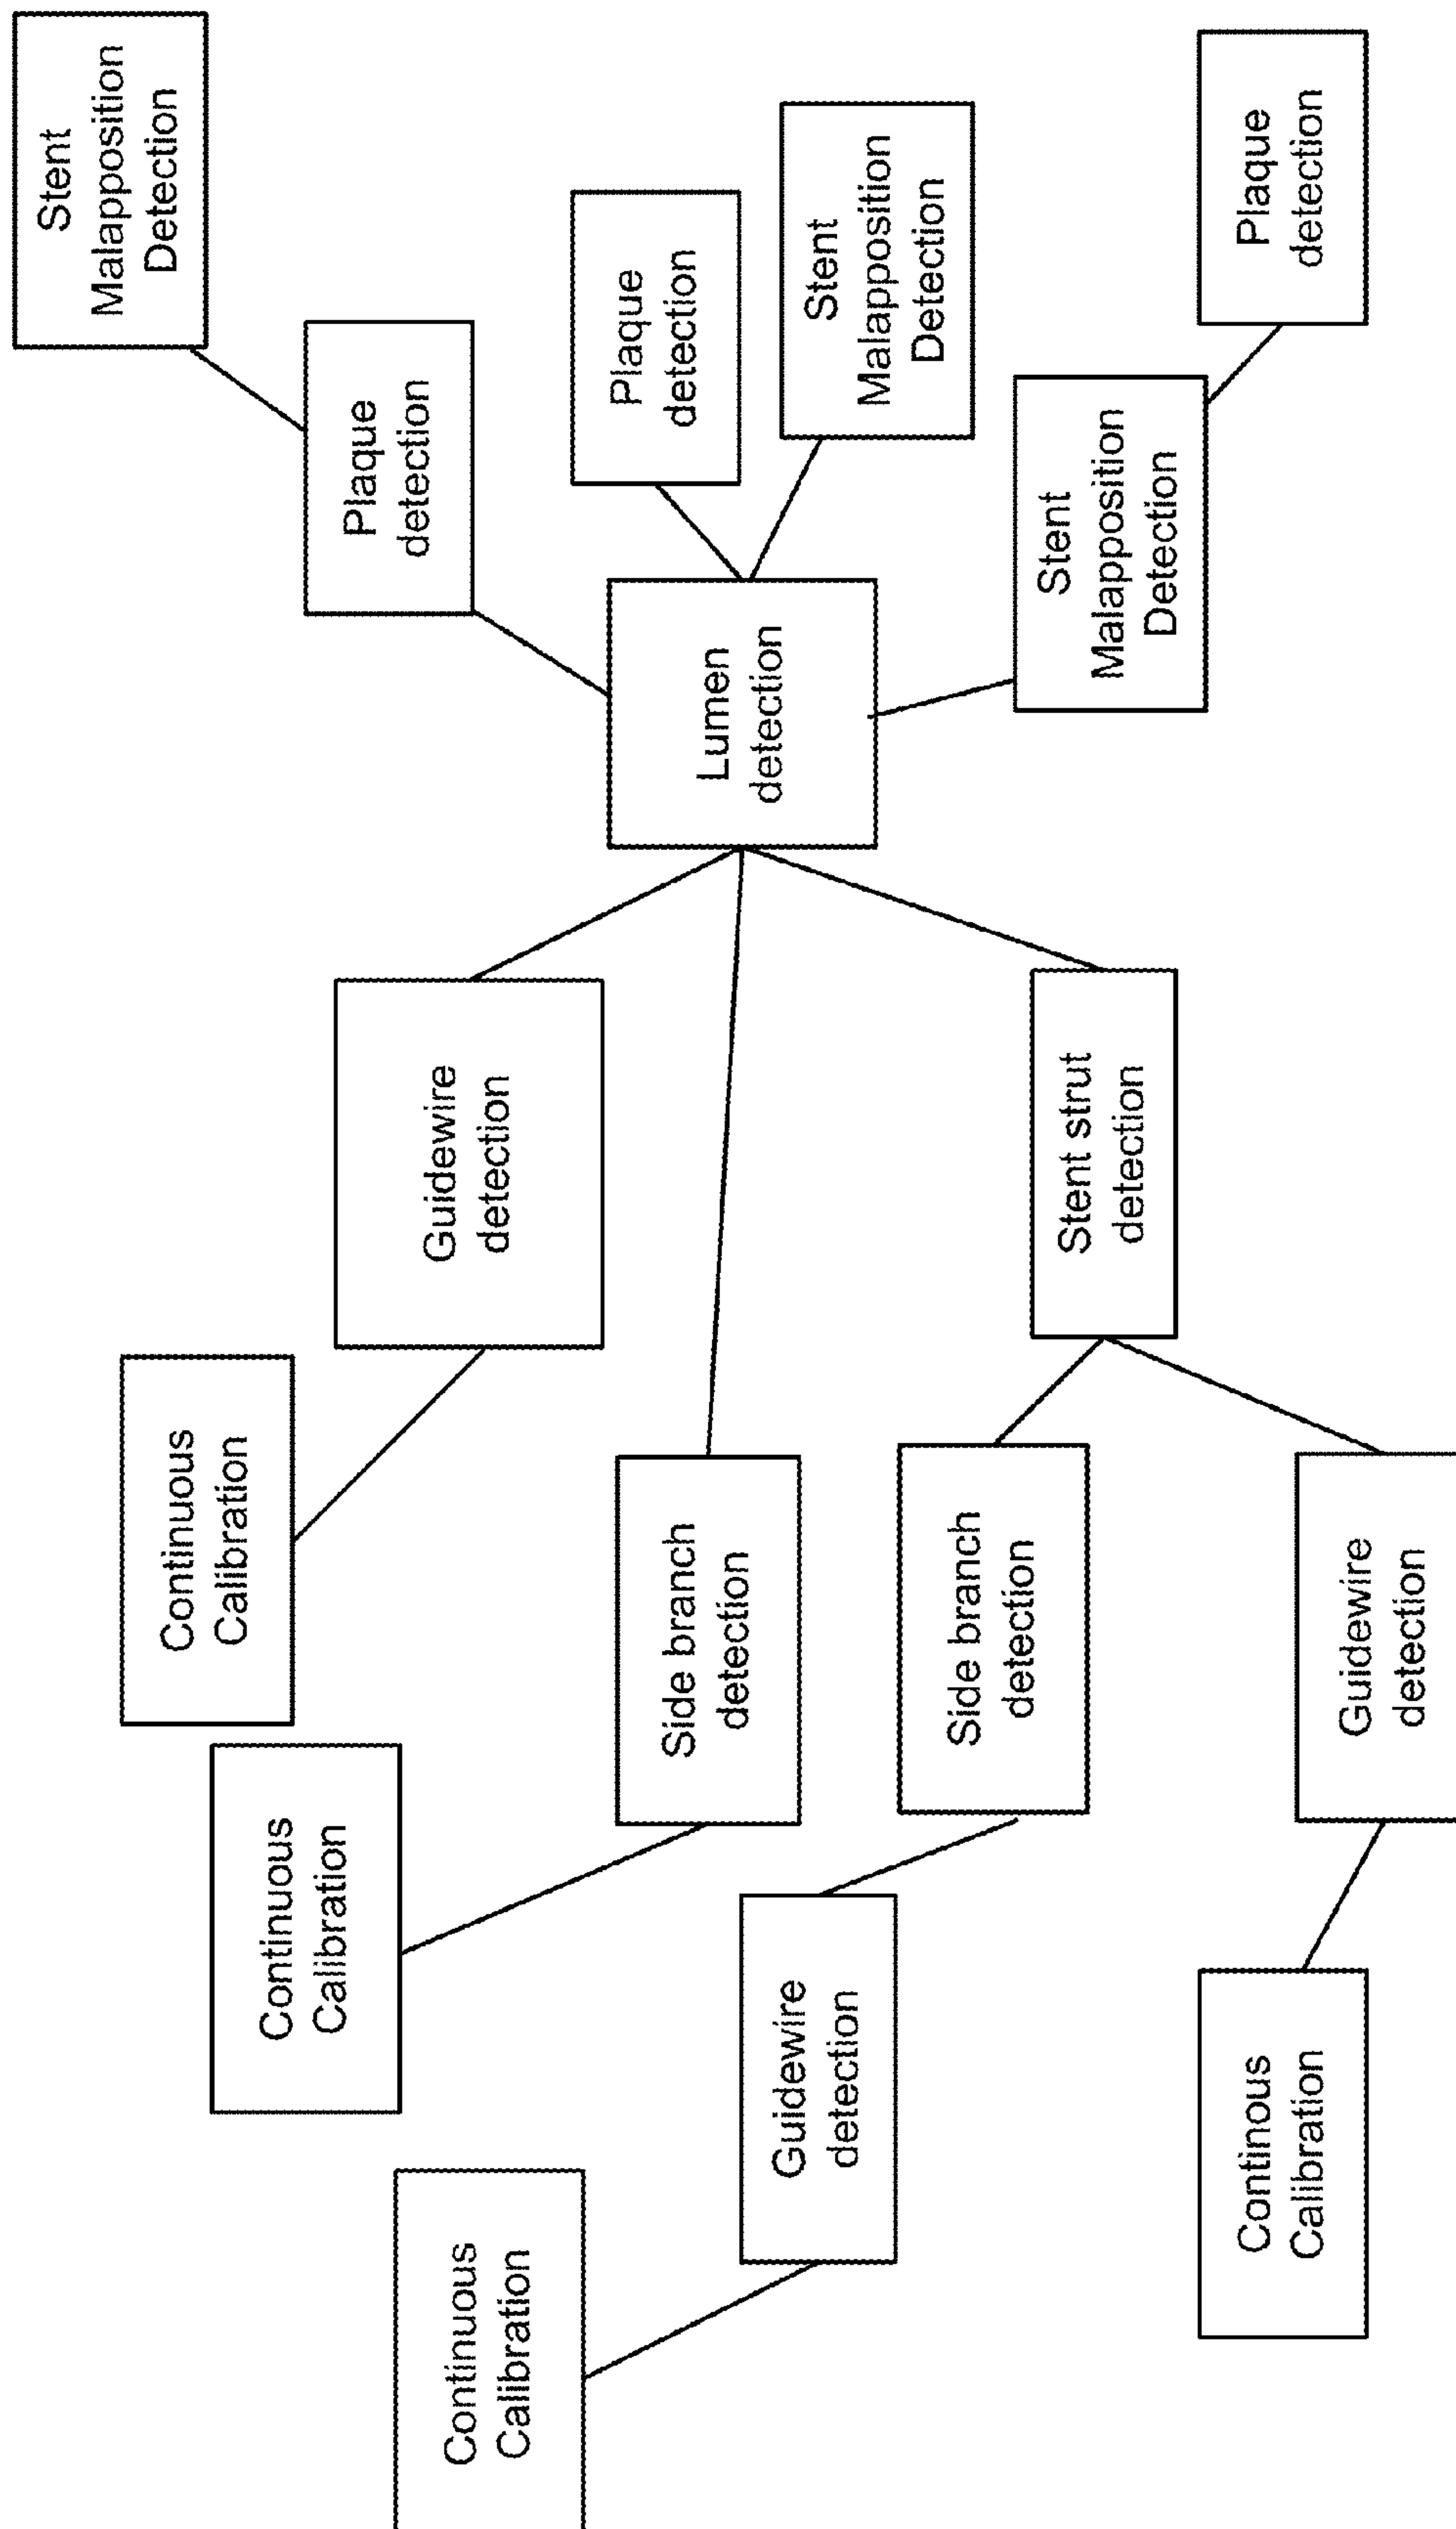 Stent
Malapposition
Detection
Continuous
Calibration
Continuous
Calibration
Plaque
detection
Guidewire
detection
Continuous
Calibration
Plaque
detection
Lumen
detection
Side branch
detection
Guidewire
detection
Stent
Malapposition
Detection
Side branch
detection
Stent
Malapposition
Detection
Stent strut
detection
Continous
Calibration
Plaque
detection
Guidewire
detection